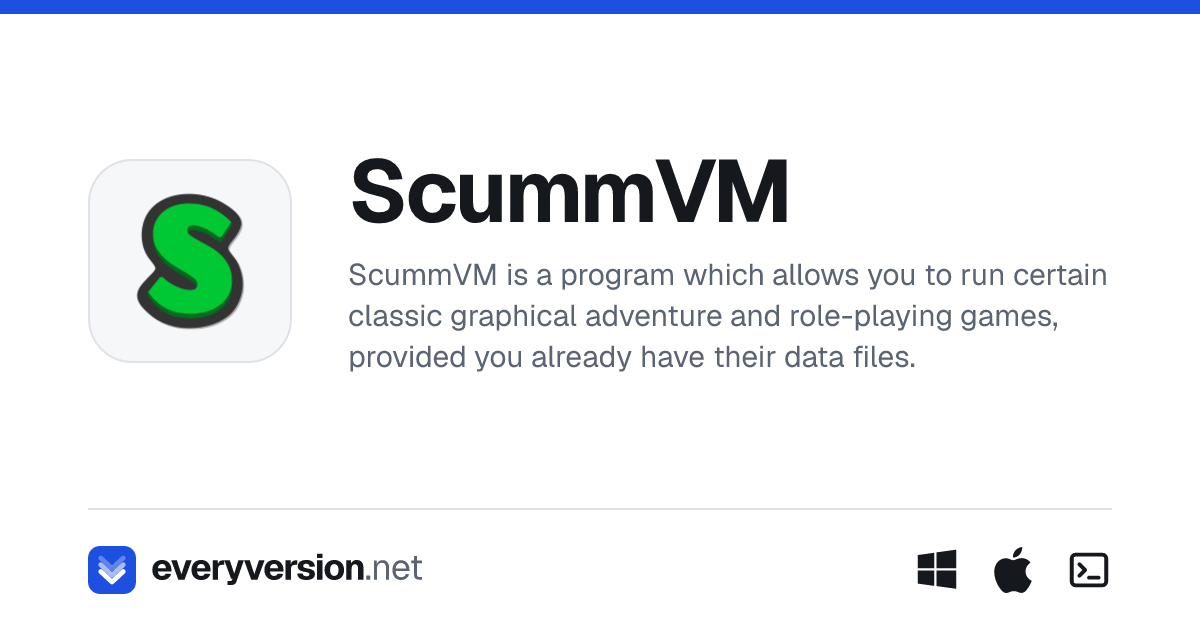 S
ScummVM
ScummVM is a program which allows you to run certain
classic graphical adventure and role-playing games,
provided you already have their data files.
everyversion.net